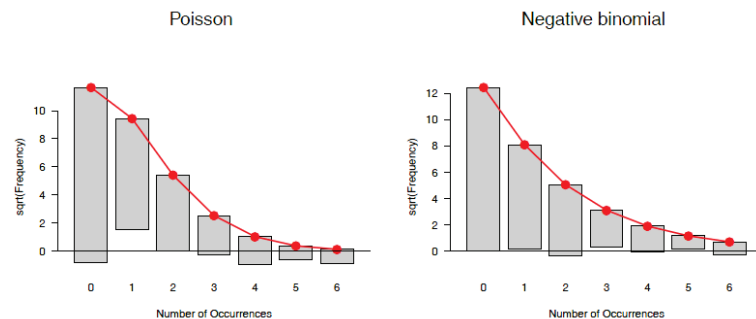 Poisson
Negative binomial
sqrt(Frequency)
10
8
6
4
2
0
0 1 2 3 4 5 6
Number of Occurrences
sqrt(Frequency)
12
10
8
6
4
2
0
0 1 2 3 4 5 6
Number of Occurrences